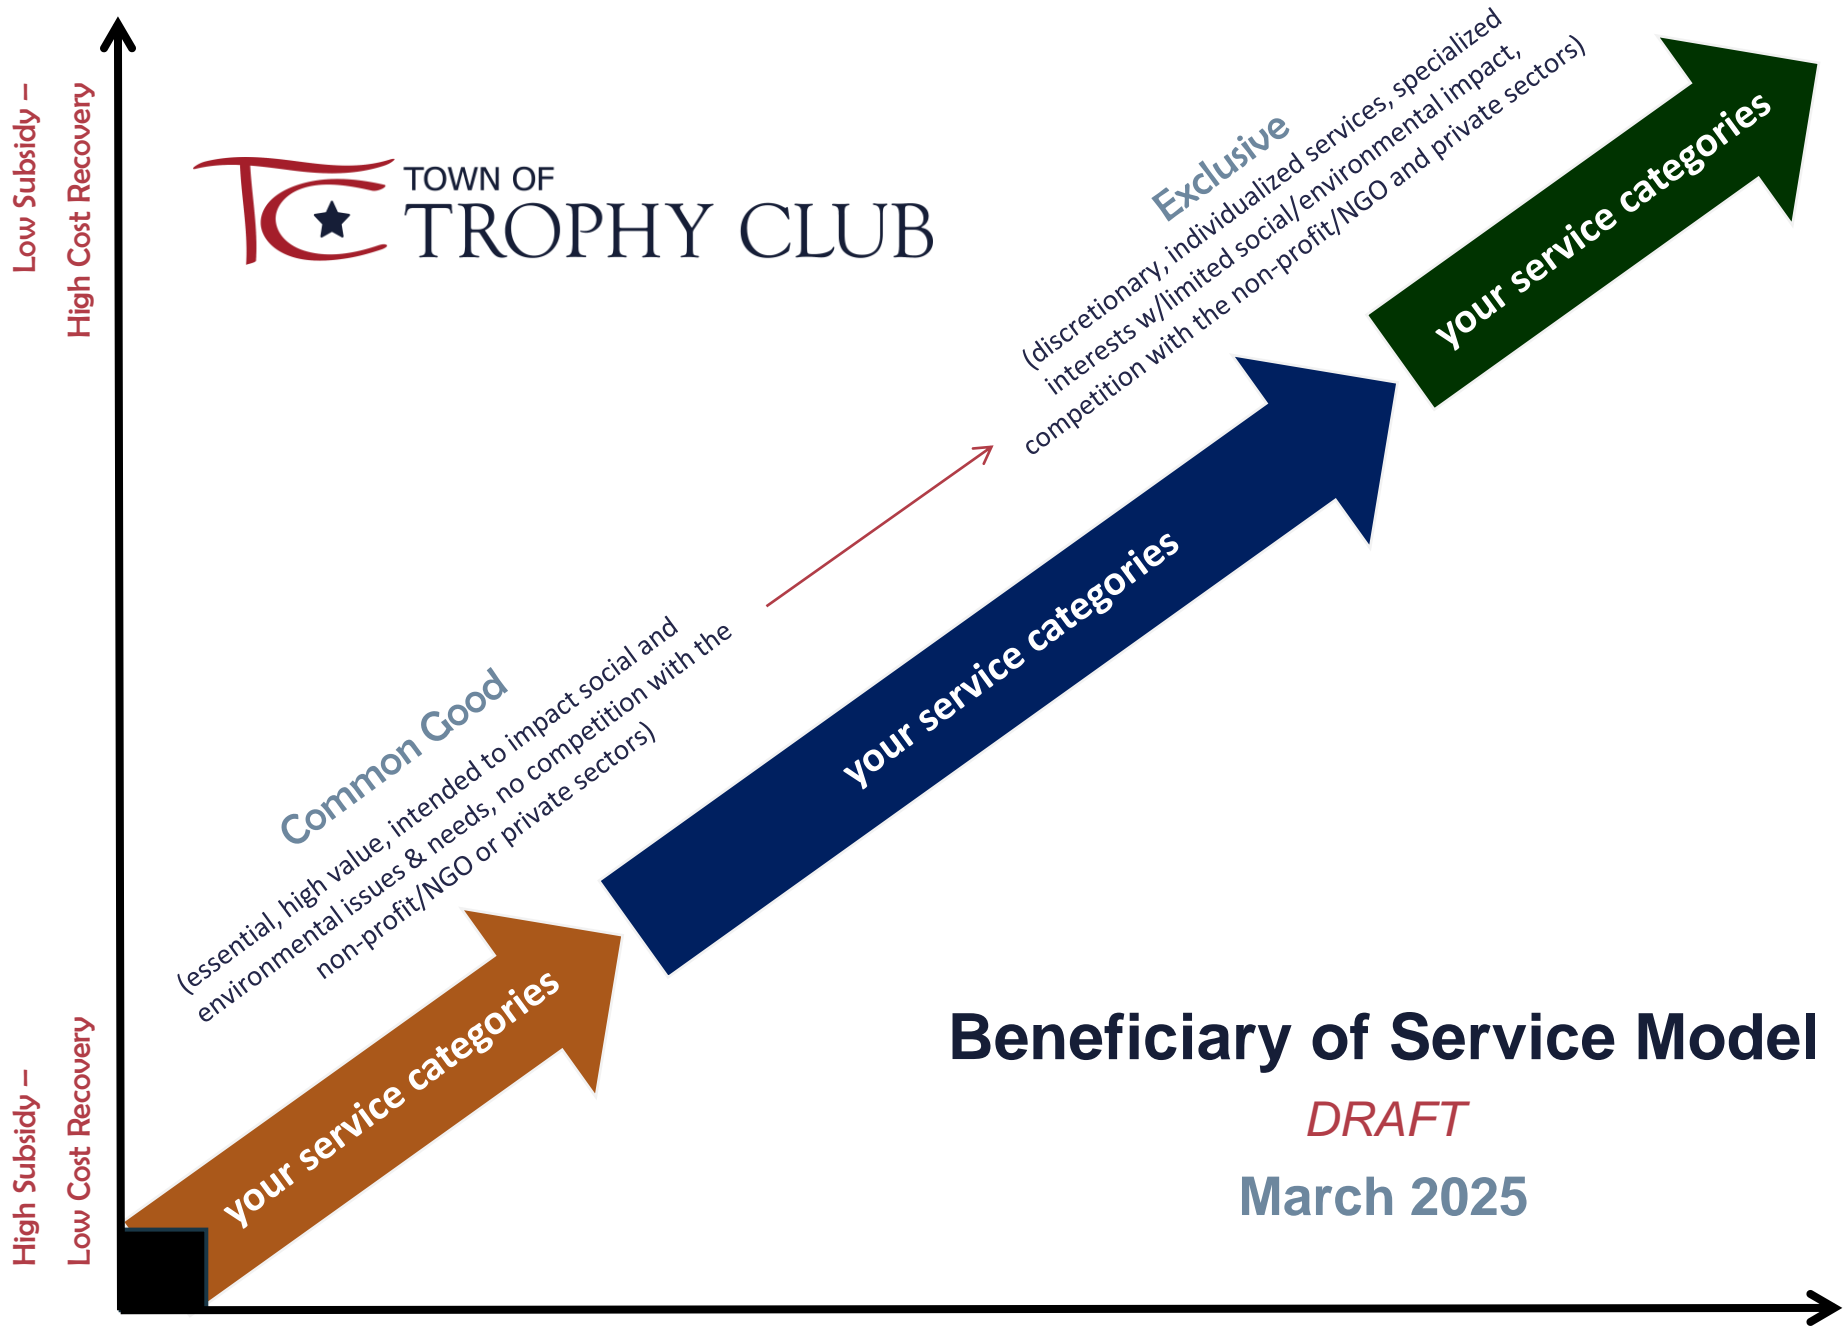 Low Subsidy –
High Cost Recovery
TOWN OF
TROPHY CLUB
Exclusive
(discretionary, individualized services, specialized
interests w/limited social/environmental impact,
competition with the non-profit/NGO and private sectors)
your service categories
your service categories
Common Good
(essential, high value, intended to impact social and
environmental issues & needs, no competition with the
non-profit/NGO or private sectors)
your service categories
High Subsidy –
Low Cost Recovery
Beneficiary of Service Model
DRAFT
March 2025